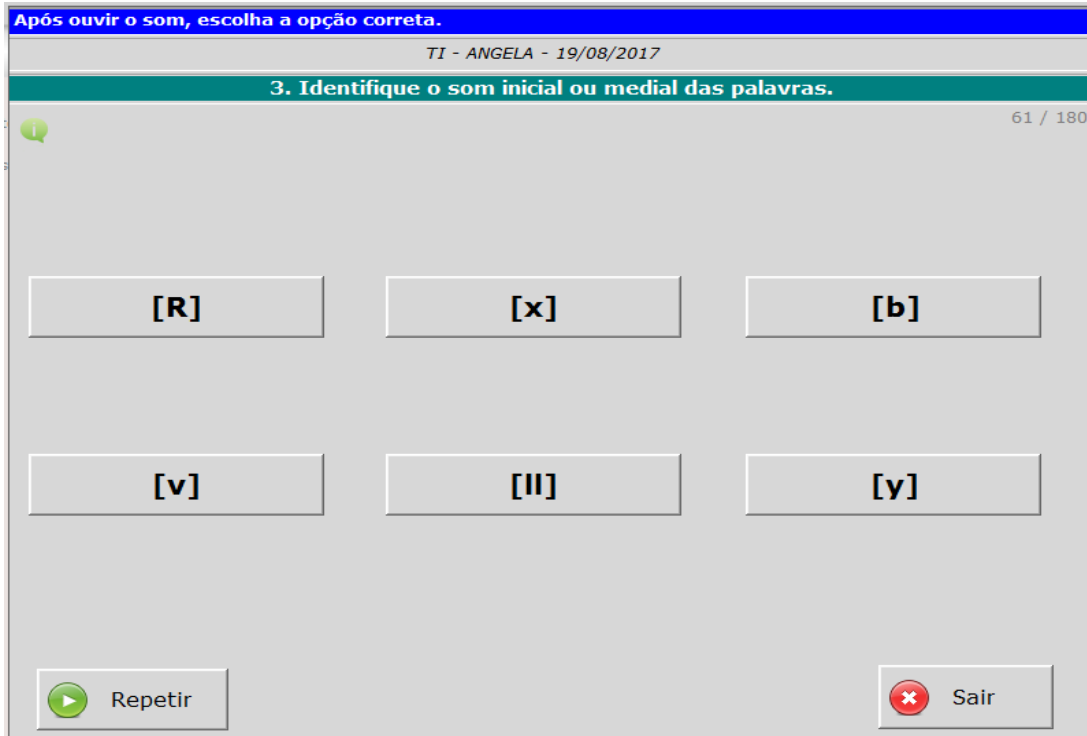 Após ouvir o som, escolha a opção correta.
TI - ANGELA - 19/08/2017
3. Identifique o som inicial ou medial das palavras.
61 / 180
[R] [x] [b]
[v] [ll] [y]
Repetir Sair